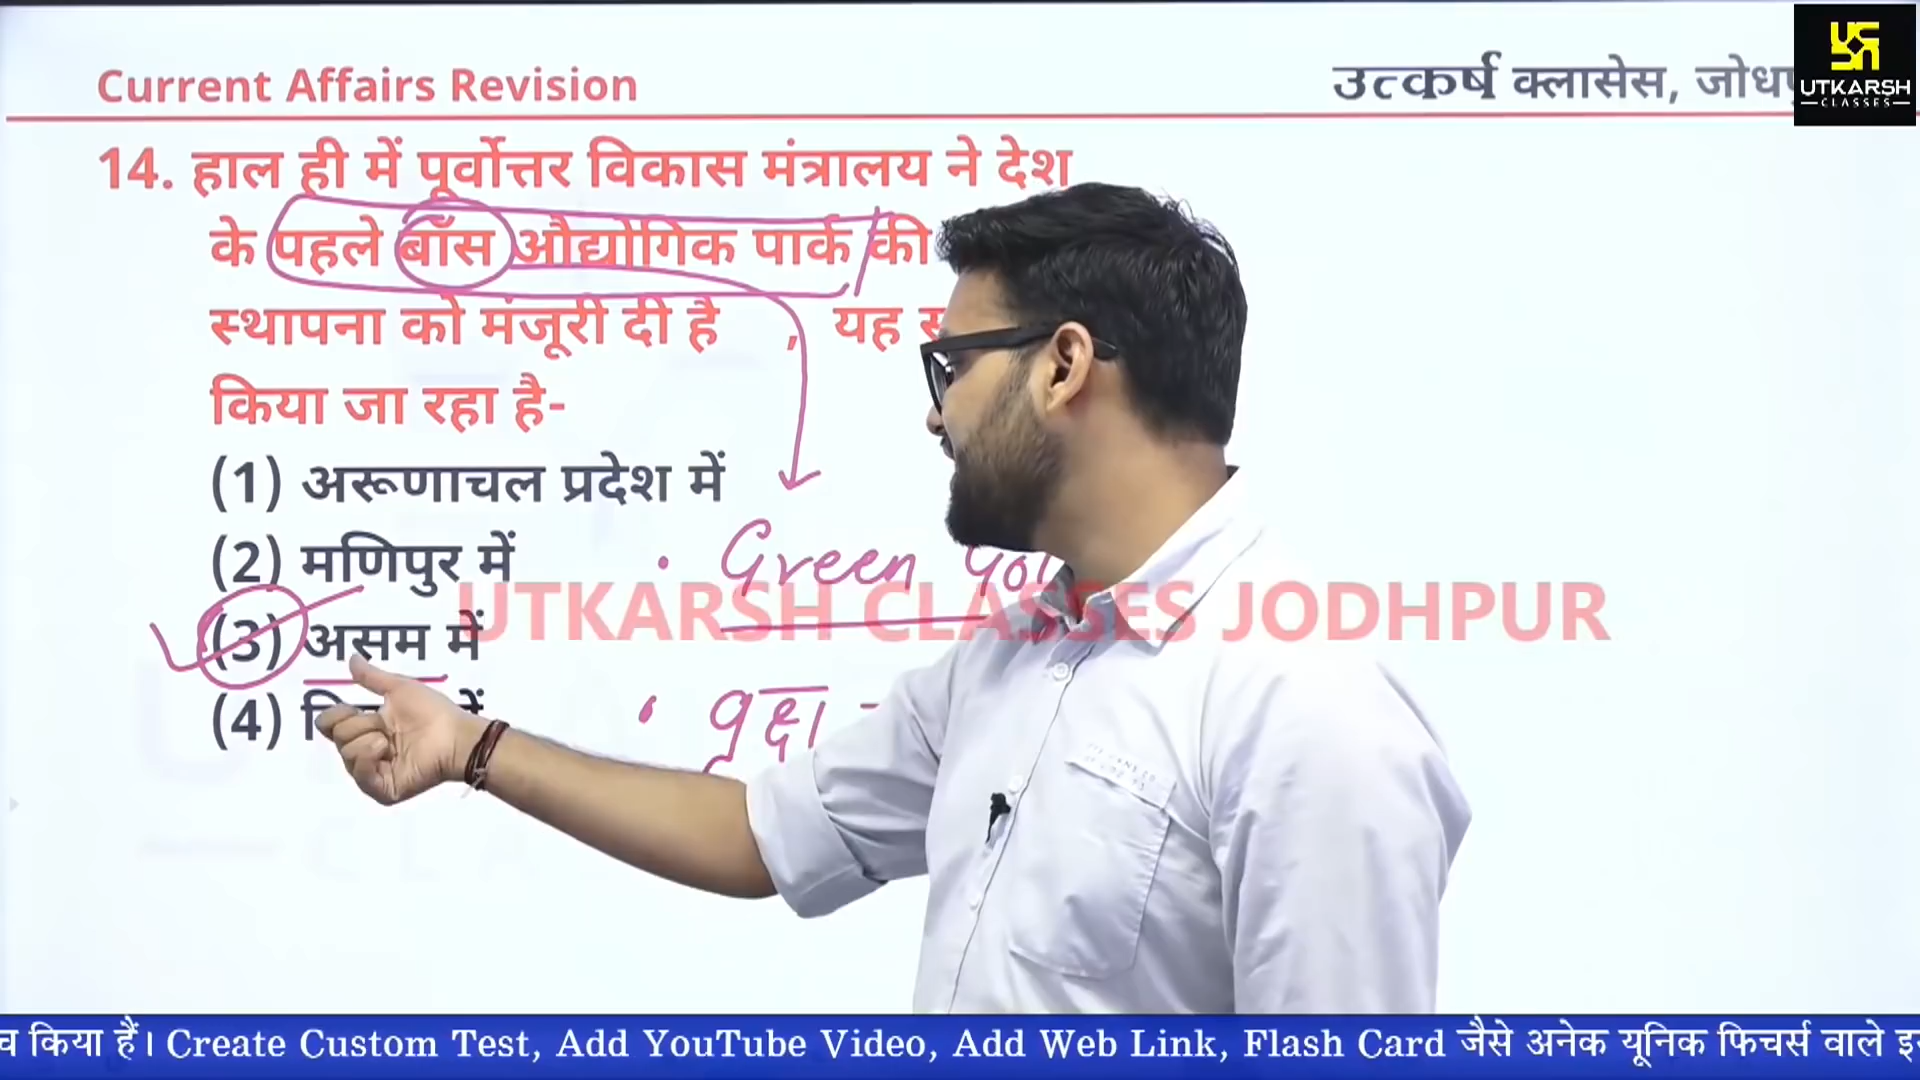 Current Affairs Revision
उत्कर्ष क्लासेस,
UTKARSH
CLASSES
14. हाल ही में पूर्वोत्तर विकास मंत्रालय ने देश
के पहले बाँस औद्योगिक पार्क की
स्थापना को मंजूरी दी है , यह
किया जा रहा है-
(1) अरूणाचल प्रदेश में
(2) मणिपुर में
Green
UTKARSH CLASSES JODHPUR
(3) असम में
(4)
किया हैं। Create Custom Test, Add YouTube Video, Add Web Link, Flash Card जैसे अनेक यूनिक फिचर्स वाले